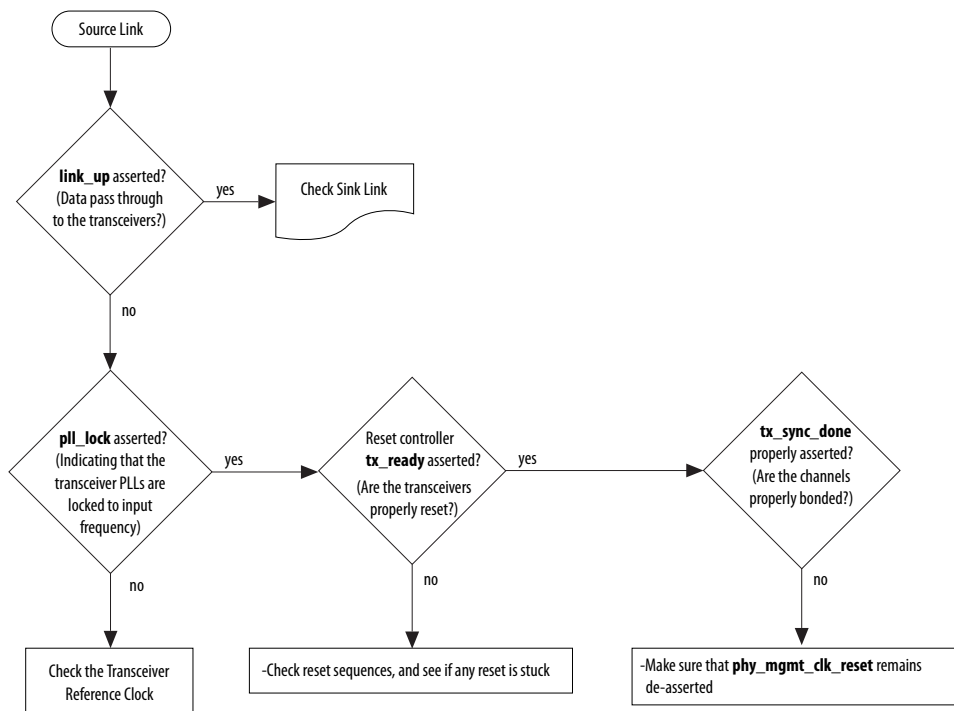 Source Link
link_up asserted?
(Data pass through
to the transceivers?)
yes
Check Sink Link
no
pll_lock asserted?
(Indicating that the
transceiver PLLs are
locked to input
frequency)
yes
Reset controller
tx_ready asserted?
(Are the transceivers
properly reset?)
yes
tx_sync_done
properly asserted?
(Are the channels
properly bonded?)
no
no
no
Check the Transceiver
Reference Clock
-Check reset sequences, and see if any reset is stuck
-Make sure that phy_mgmt_clk_reset remains
de-asserted